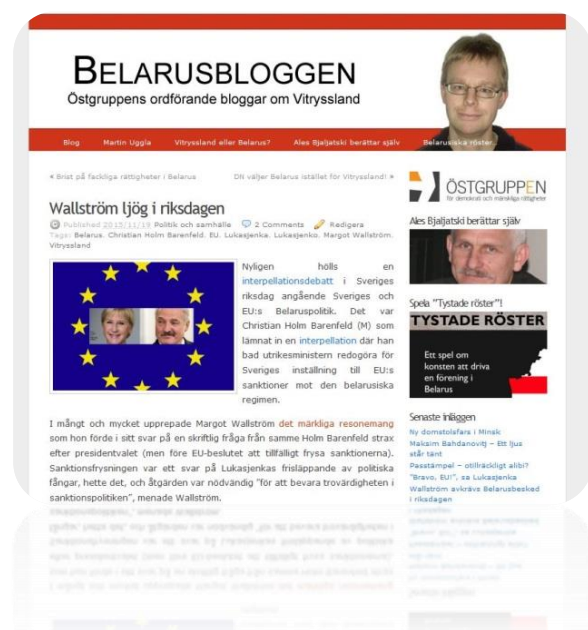 BELARUSBLOGGEN
Östgruppens ordförande bloggar om Vitryssland
Blog Martin Uggla Vitryssland eller Belarus? Ales Bjaljatski berättar själv Belarusiska röster
« Brist på fackliga rättigheter i Belarus DN väljer Belarus istället för Vitryssland! »
Wallström ljög i riksdagen
Published 2015/11/19 Politik och samhälle 2 Comments Redigera
Tags: Belarus, Christian Holm Barenfeld, EU, Lukasjenka, Lukasjenko, Margot Wallström,
Vitryssland
Nyligen hölls en
interpellationsdebatt i Sveriges
riksdag angående Sveriges och
EU:s Belaruspolitik. Det var
Christian Holm Barenfeld (M) som
lämnat in en interpellation där han
bad utrikesministern redogöra för
Sveriges inställning till EU:s
sanktioner mot den belarusiska
regimen.
I mångt och mycket upprepade Margot Wallström det märkliga resonemang
som hon förde i sitt svar på en skriftlig fråga från samme Holm Barenfeld strax
efter presidentvalet (men före EU-beslutet att tillfälligt frysa sanktionerna).
Sanktionsfrysningen var ett svar på Lukasjenkas frisläppande av politiska
fångar, hette det, och åtgärden var nödvändig "för att bevara trovärdigheten i
sanktionspolitiken", menade Wallström.
ÖSTGRUPPEN
för demokrati och mänskliga rättigheter
Ales Bjaljatski berättar själv
Spela "Tystade röster"!
TYSTADE RÖSTER
Ett spel om
konsten att driva
en förening i
Belarus
Senaste inläggen
Ny domstolsfars i Minsk
Maksim Bahdanovitj – Ett ljus
står tänt
Passtämpel – otillräckligt alibi?
"Bravo, EU!", sa Lukasjenka
Wallström avkrävs Belarusbesked
i riksdagen